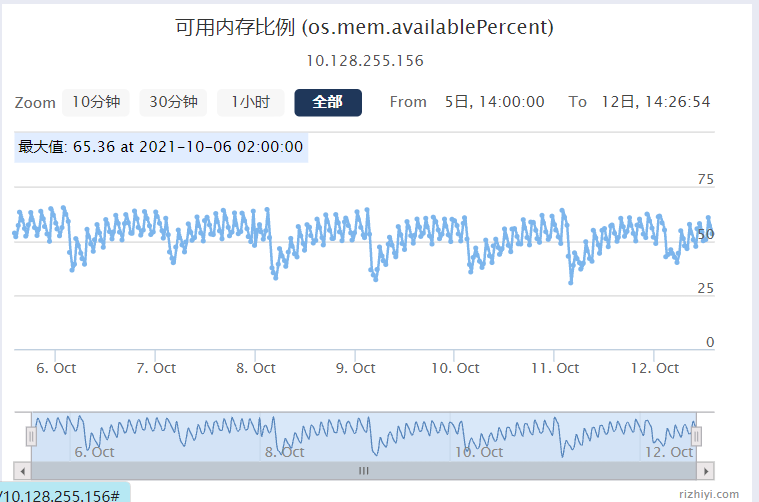 可用内存比例 (os.mem.availablePercent)
10.128.255.156
Zoom 10分钟 30分钟 1小时 全部 From 5日, 14:00:00 To 12日, 14:26:54
最大值: 65.36 at 2021-10-06 02:00:00
75
50
25
0
6. Oct 7. Oct 8. Oct 9. Oct 10. Oct 11. Oct 12. Oct
6. Oct 8. Oct 10. Oct 12. Oct
/10.128.255.156#
rizhiyi.com